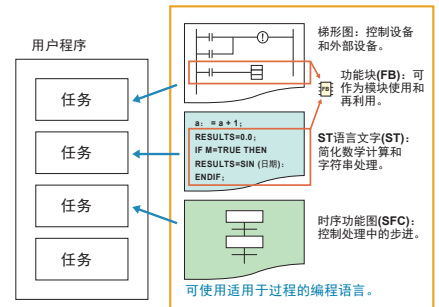 用户程序
任务
任务
任务
任务
梯形图：控制设备
和外部设备。
功能块(FB)：可
作为模块使用和
再利用。
FB
a： = a + 1；
RESULTS=0.0；
IF M=TRUE THEN
RESULTS=SIN (日期)：
ENDIF；
ST语言文字(ST)：
简化数学计算和
字符串处理。
时序功能图(SFC)：
控制处理中的步进。
可使用适用于过程的编程语言。